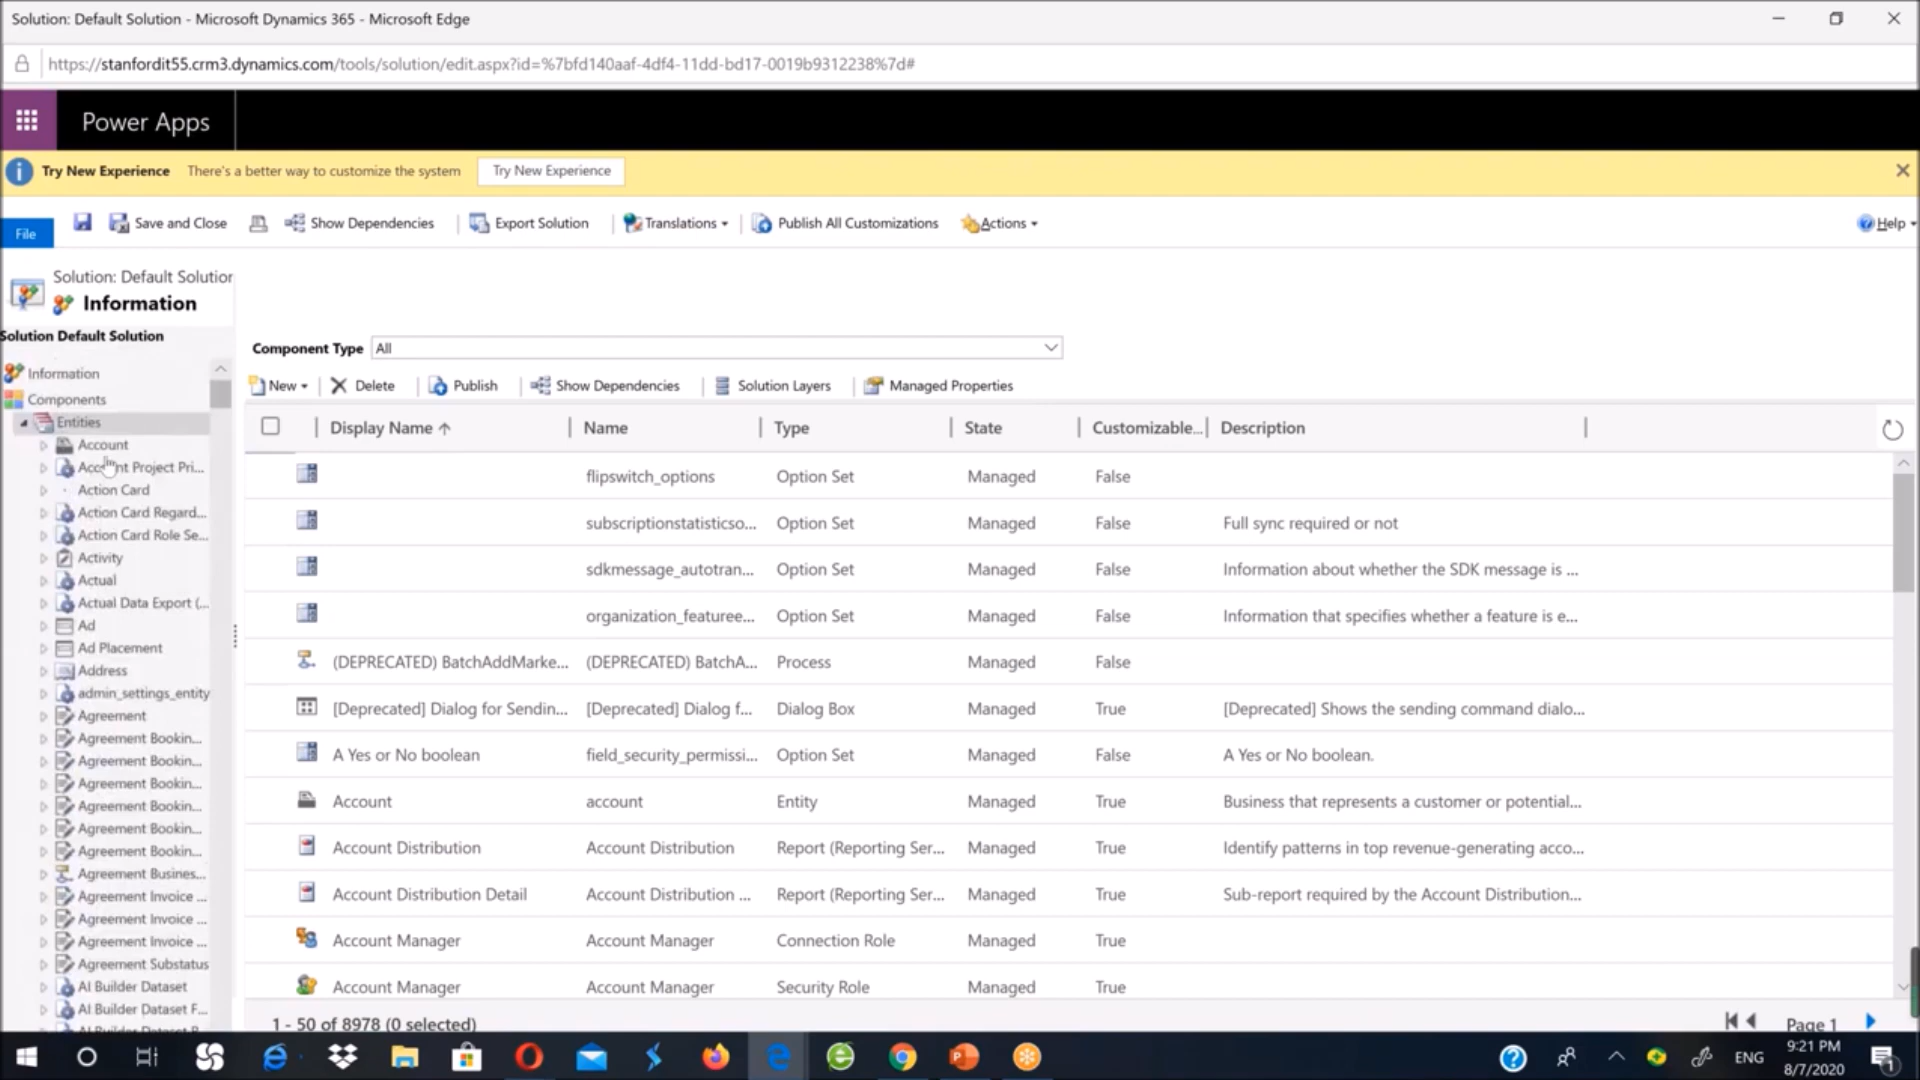 Solution: Default Solution - Microsoft Dynamics 365 - Microsoft Edge
https://stanfordit55.crm3.dynamics.com/tools/solution/edit.aspx?id=%7bfd140aaf-4df4-11dd-bd17-0019b9312238%7d#
Power Apps
Try New Experience There's a better way to customize the system Try New Experience
File Save and Close Show Dependencies Export Solution Translations Publish All Customizations Actions Help
Solution: Default Solution
Information
Solution Default Solution
Information
Components
Entities
Account
Account Project Pri...
Action Card
Action Card Regard...
Action Card Role Se...
Activity
Actual
Actual Data Export (...
Ad
Ad Placement
Address
admin_settings_entity
Agreement
Agreement Bookin...
Agreement Bookin...
Agreement Bookin...
Agreement Bookin...
Agreement Bookin...
Agreement Bookin...
Agreement Busines...
Agreement Invoice ...
Agreement Invoice ...
Agreement Invoice ...
Agreement Substatus
AI Builder Dataset
AI Builder Dataset F...
Component Type All
New Delete Publish Show Dependencies Solution Layers Managed Properties
Display Name Name Type State Customizable... Description
flipswitch_options Option Set Managed False
subscriptionstatisticso... Option Set Managed False Full sync required or not
sdkmessage_autotran... Option Set Managed False Information about whether the SDK message is ...
organization_featuree... Option Set Managed False Information that specifies whether a feature is e...
(DEPRECATED) BatchAddMarke... (DEPRECATED) BatchA... Process Managed False
[Deprecated] Dialog for Sendin... [Deprecated] Dialog f... Dialog Box Managed True [Deprecated] Shows the sending command dialo...
A Yes or No boolean field_security_permissi... Option Set Managed False A Yes or No boolean.
Account account Entity Managed True Business that represents a customer or potential...
Account Distribution Account Distribution Report (Reporting Ser... Managed True Identify patterns in top revenue-generating acco...
Account Distribution Detail Account Distribution ... Report (Reporting Ser... Managed True Sub-report required by the Account Distribution...
Account Manager Account Manager Connection Role Managed True
Account Manager Account Manager Security Role Managed True
1 - 50 of 8978 (0 selected) Page 1
ENG
9:21 PM
8/7/2020
1